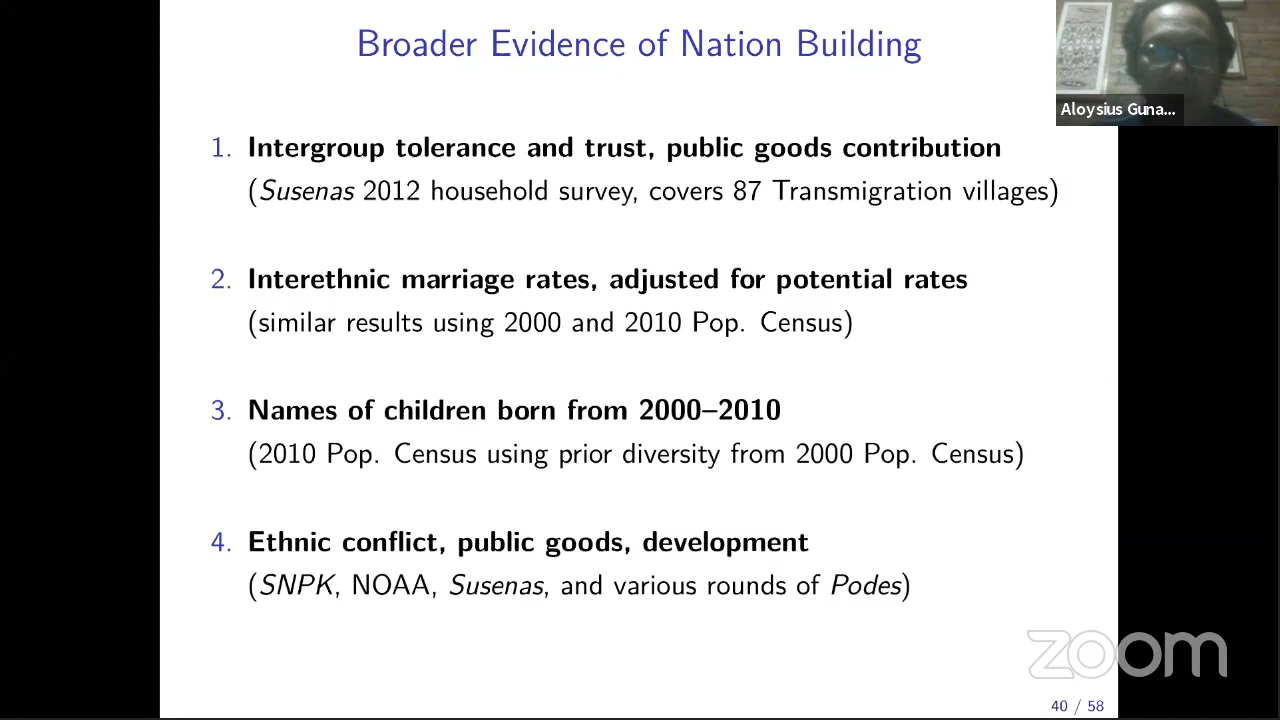 Broader Evidence of Nation Building
Aloysius Guna...
1. Intergroup tolerance and trust, public goods contribution
(Susenas 2012 household survey, covers 87 Transmigration villages)
2. Interethnic marriage rates, adjusted for potential rates
(similar results using 2000 and 2010 Pop. Census)
3. Names of children born from 2000–2010
(2010 Pop. Census using prior diversity from 2000 Pop. Census)
4. Ethnic conflict, public goods, development
(SNPK, NOAA, Susenas, and various rounds of Podes)
zoom
40 / 58